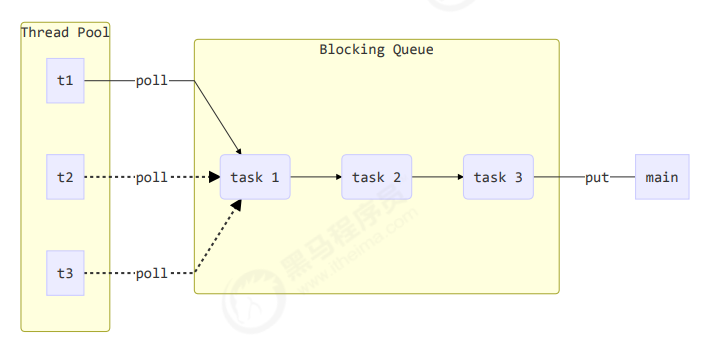 Thread Pool
Blocking Queue
t1
poll
t2
poll
task 1
task 2
task 3
put
main
t3
poll
黑马程序员
www.itheima.com